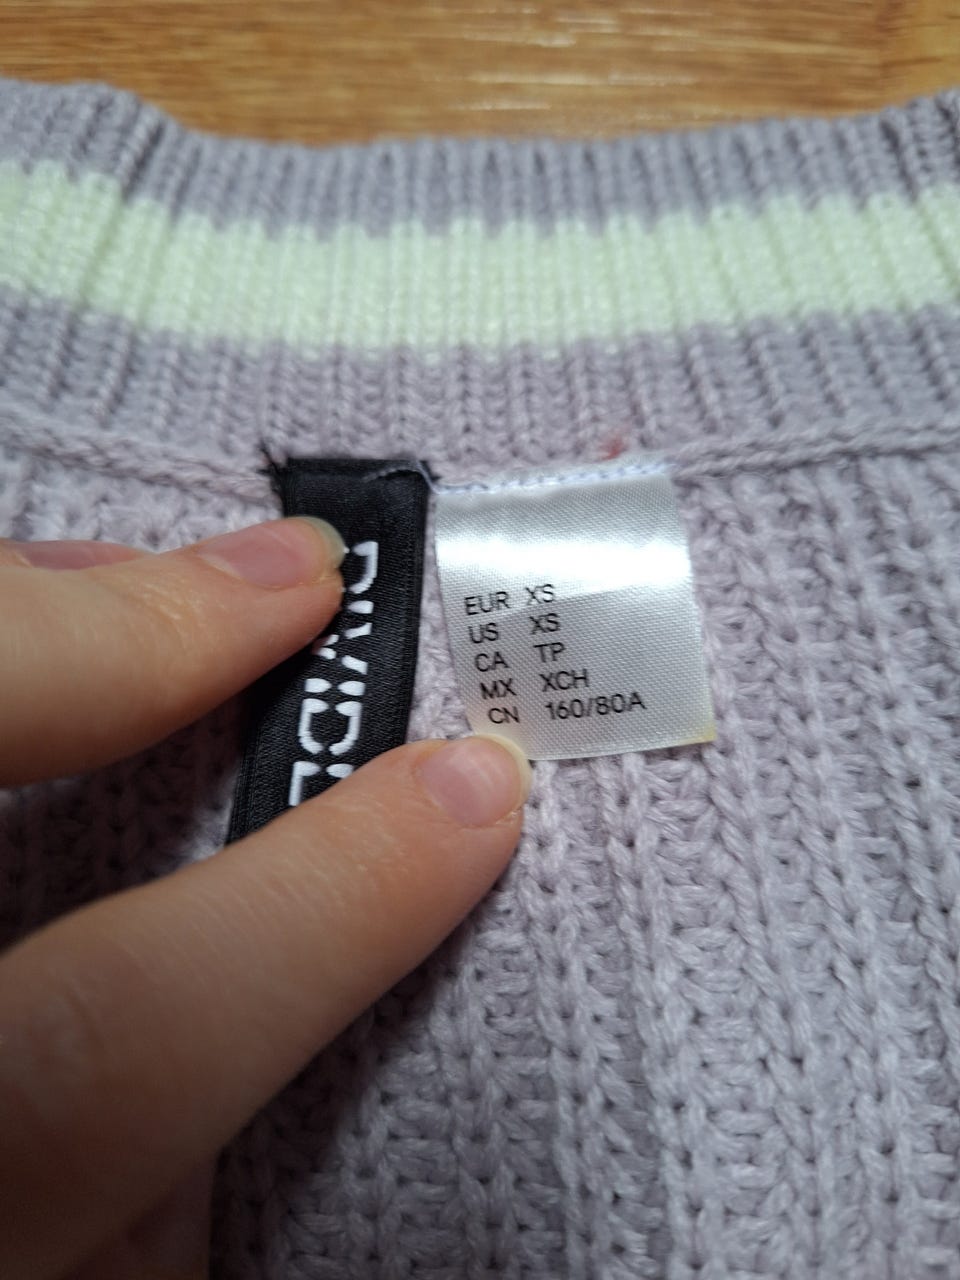 EUR XS
US XS
CA TP
MX XCH
CN 160/80A